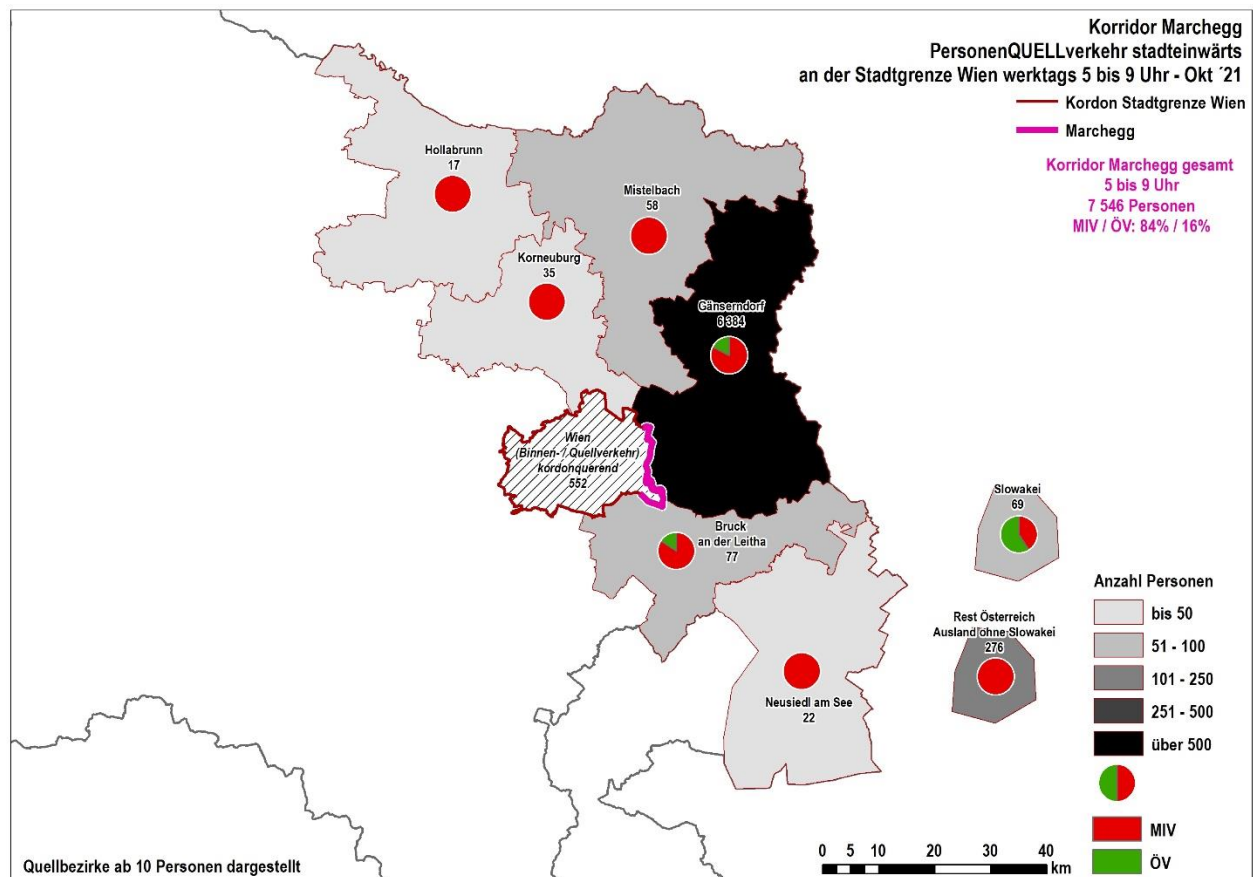 Korridor Marchegg
PersonenQUELLverkehr stadteinwärts
an der Stadtgrenze Wien werktags 5 bis 9 Uhr - Okt ´21
Kordon Stadtgrenze Wien
Marchegg
Korridor Marchegg gesamt
5 bis 9 Uhr
7 546 Personen
MIV / ÖV: 84% / 16%
Hollabrunn
17
Mistelbach
58
Korneuburg
35
Gänserndorf
6 384
Wien
(Binnen- / Quellverkehr)
kordonquerend
552
Bruck
an der Leitha
77
Neusiedl am See
22
Slowakei
69
Rest Österreich
Ausland ohne Slowakei
276
Anzahl Personen
bis 50
51 - 100
101 - 250
251 - 500
über 500
MIV
ÖV
0 5 10 20 30 40
km
Quellbezirke ab 10 Personen dargestellt